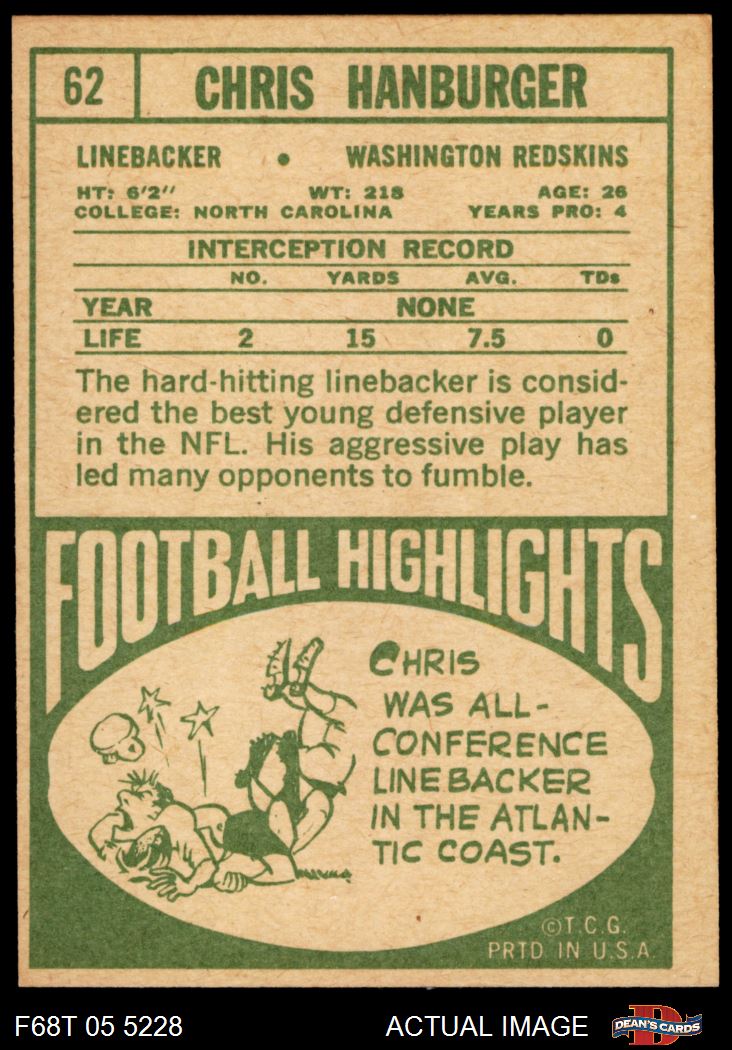 62 CHRIS HANBURGER
LINEBACKER • WASHINGTON REDSKINS
HT: 6'2" WT: 218 AGE: 26
COLLEGE: NORTH CAROLINA YEARS PRO: 4
INTERCEPTION RECORD
NO. YARDS AVG. TDs
YEAR NONE
LIFE 2 15 7.5 0
The hard-hitting linebacker is consid-
ered the best young defensive player
in the NFL. His aggressive play has
led many opponents to fumble.
FOOTBALL HIGHLIGHTS
CHRIS
WAS ALL-
CONFERENCE
LINEBACKER
IN THE ATLAN-
TIC COAST.
©T.C.G.
PRTD. IN U.S.A.
F68T 05 5228 ACTUAL IMAGE DEAN'S CARDS